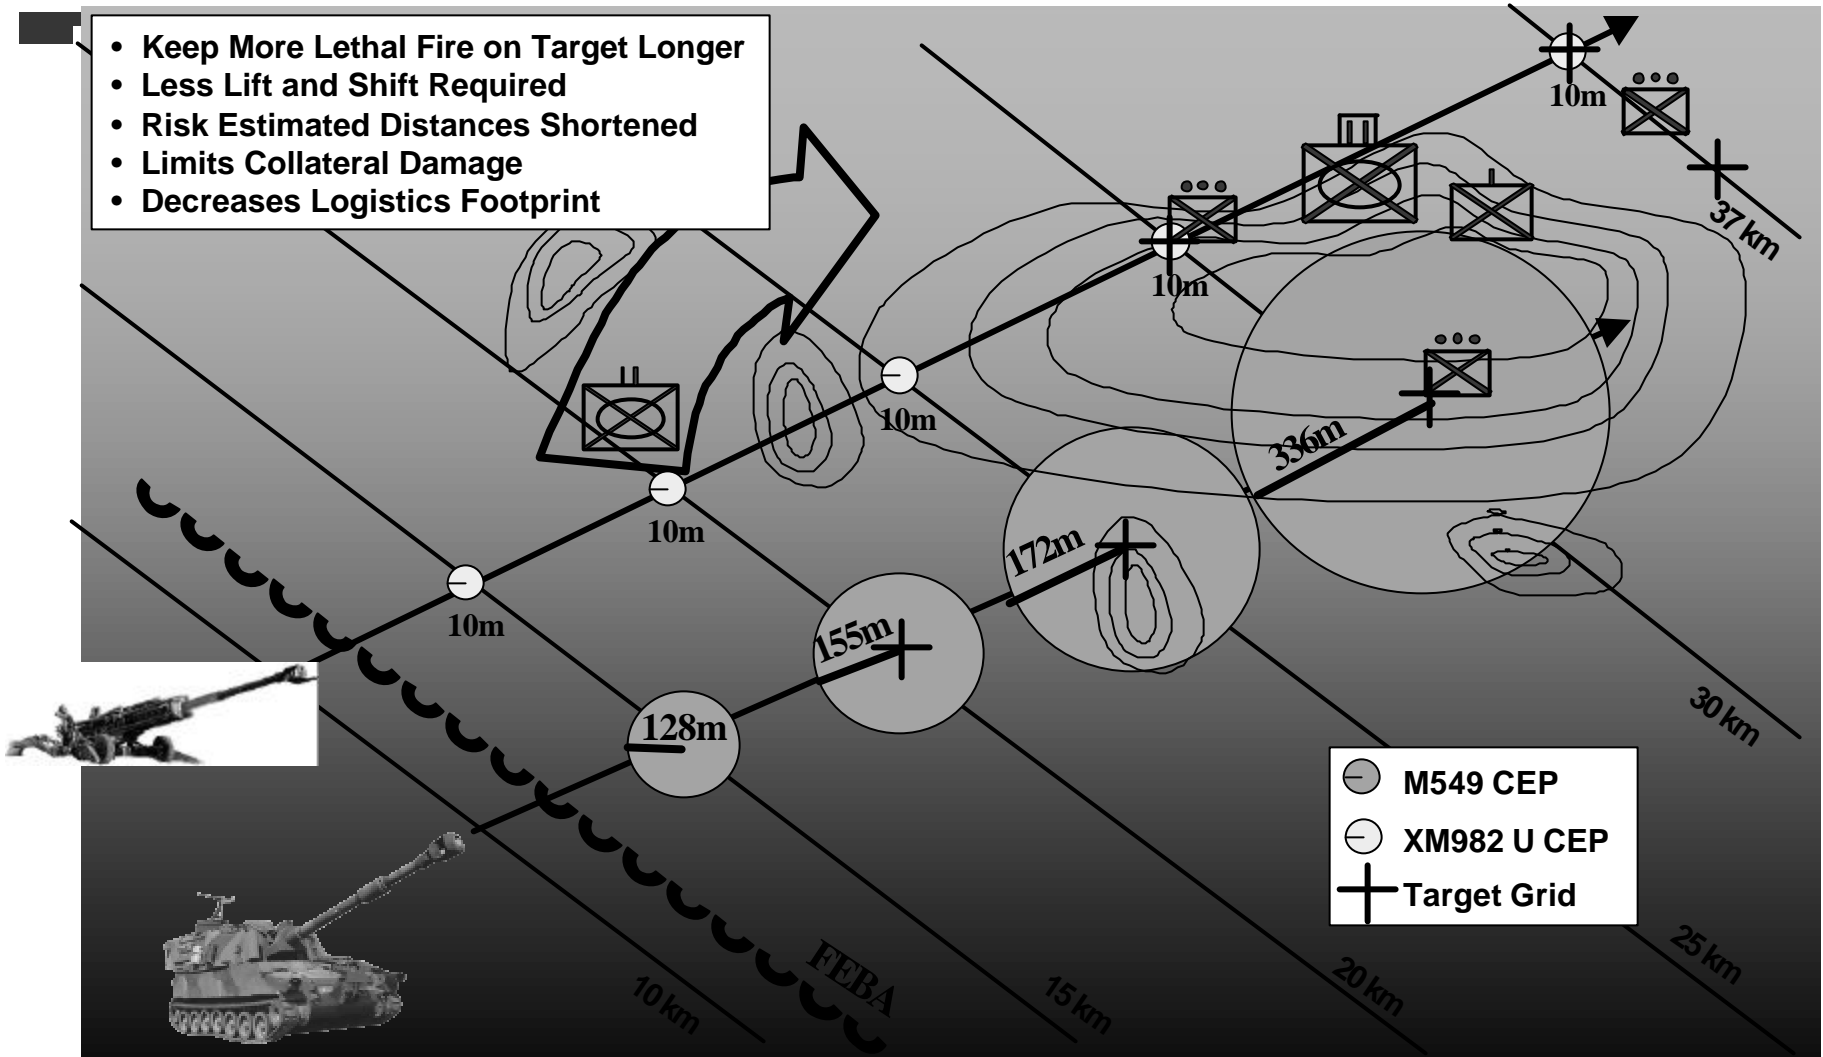 • Keep More Lethal Fire on Target Longer
• Less Lift and Shift Required
• Risk Estimated Distances Shortened
• Limits Collateral Damage
• Decreases Logistics Footprint
10m
37 km
10m
10m
336m
10m
172m
10m
155m
30 km
128m
M549 CEP
XM982 U CEP
Target Grid
FEBA
10 km
15 km
20 km
25 km